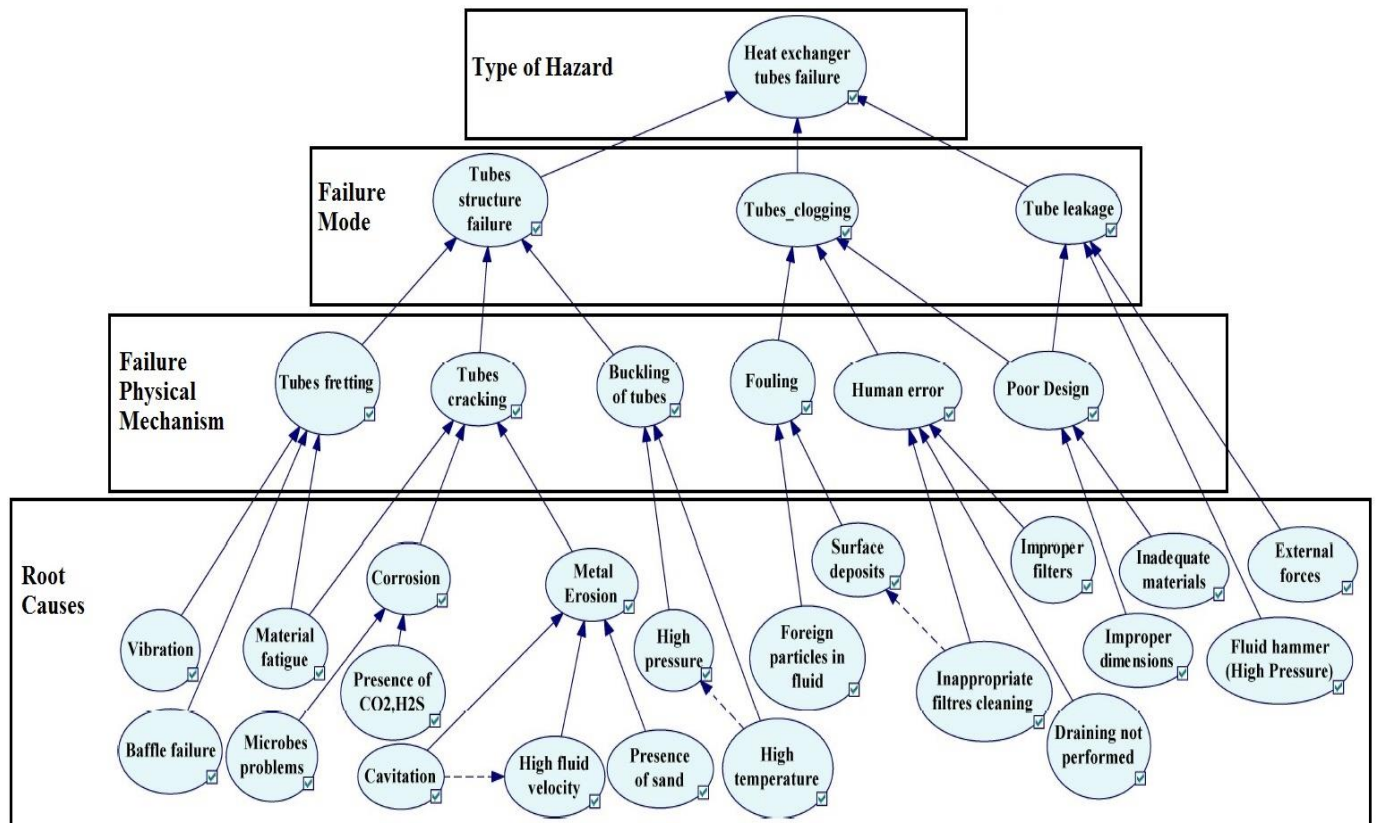 Type of Hazard
Heat exchanger
tubes failure
Failure
Mode
Tubes
structure
failure
Tubes_clogging
Tube leakage
Failure
Physical
Mechanism
Tubes fretting
Tubes
cracking
Buckling
of tubes
Fouling
Human error
Poor Design
Root
Causes
Corrosion
Metal
Erosion
Surface
deposits
Improper
filters
Inadequate
materials
External
forces
Vibration
Material
fatigue
Presence of
CO2,H2S
High
pressure
Foreign
particles in
fluid
Inappropriate
filtres cleaning
Improper
dimensions
Fluid hammer
(High Pressure)
Baffle failure
Microbes
problems
Cavitation
High fluid
velocity
Presence
of sand
High
temperature
Draining not
performed